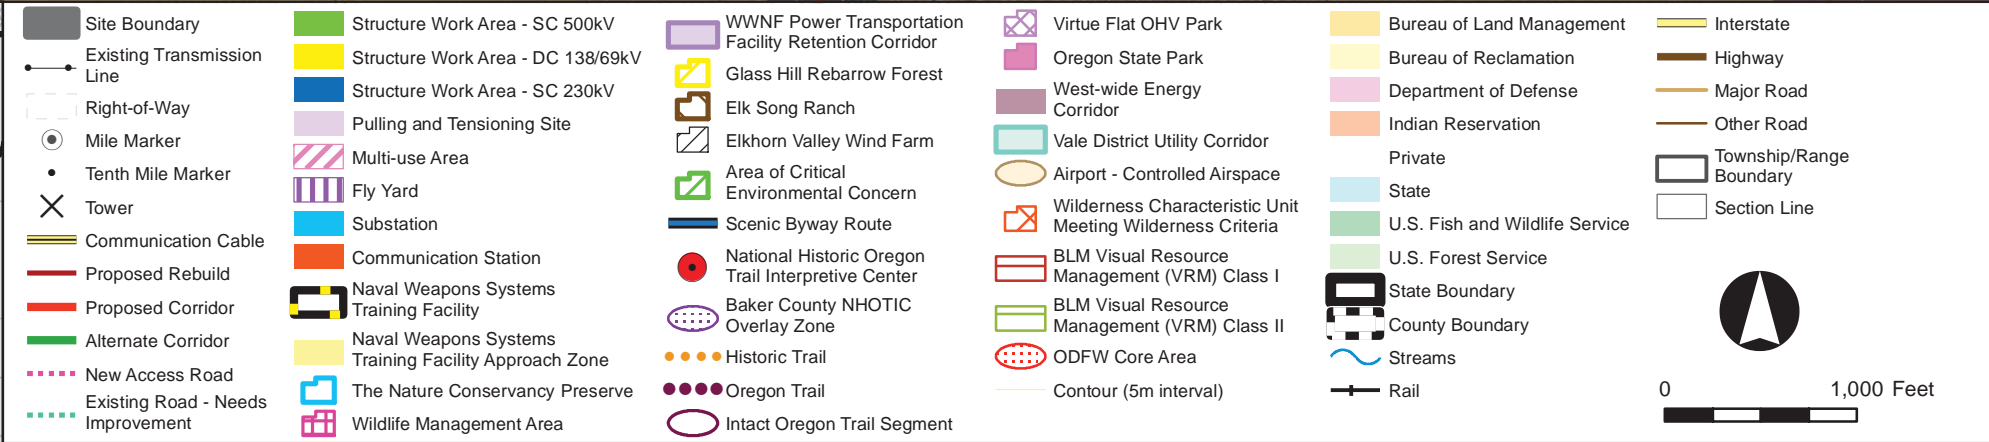 Site Boundary
Existing Transmission
Line
Right-of-Way
Mile Marker
Tenth Mile Marker
Tower
Communication Cable
Proposed Rebuild
Proposed Corridor
Alternate Corridor
New Access Road
Existing Road - Needs
Improvement
Structure Work Area - SC 500kV
Structure Work Area - DC 138/69kV
Structure Work Area - SC 230kV
Pulling and Tensioning Site
Multi-use Area
Fly Yard
Substation
Communication Station
Naval Weapons Systems
Training Facility
Naval Weapons Systems
Training Facility Approach Zone
The Nature Conservancy Preserve
Wildlife Management Area
WWNF Power Transportation
Facility Retention Corridor
Glass Hill Rebarrow Forest
Elk Song Ranch
Elkhorn Valley Wind Farm
Area of Critical
Environmental Concern
Scenic Byway Route
National Historic Oregon
Trail Interpretive Center
Baker County NHOTIC
Overlay Zone
Historic Trail
Oregon Trail
Intact Oregon Trail Segment
Virtue Flat OHV Park
Oregon State Park
West-wide Energy
Corridor
Vale District Utility Corridor
Airport - Controlled Airspace
Wilderness Characteristic Unit
Meeting Wilderness Criteria
BLM Visual Resource
Management (VRM) Class I
BLM Visual Resource
Management (VRM) Class II
ODFW Core Area
Contour (5m interval)
Bureau of Land Management
Bureau of Reclamation
Department of Defense
Indian Reservation
Private
State
U.S. Fish and Wildlife Service
U.S. Forest Service
State Boundary
County Boundary
Streams
Rail
Interstate
Highway
Major Road
Other Road
Township/Range
Boundary
Section Line
0 1,000 Feet